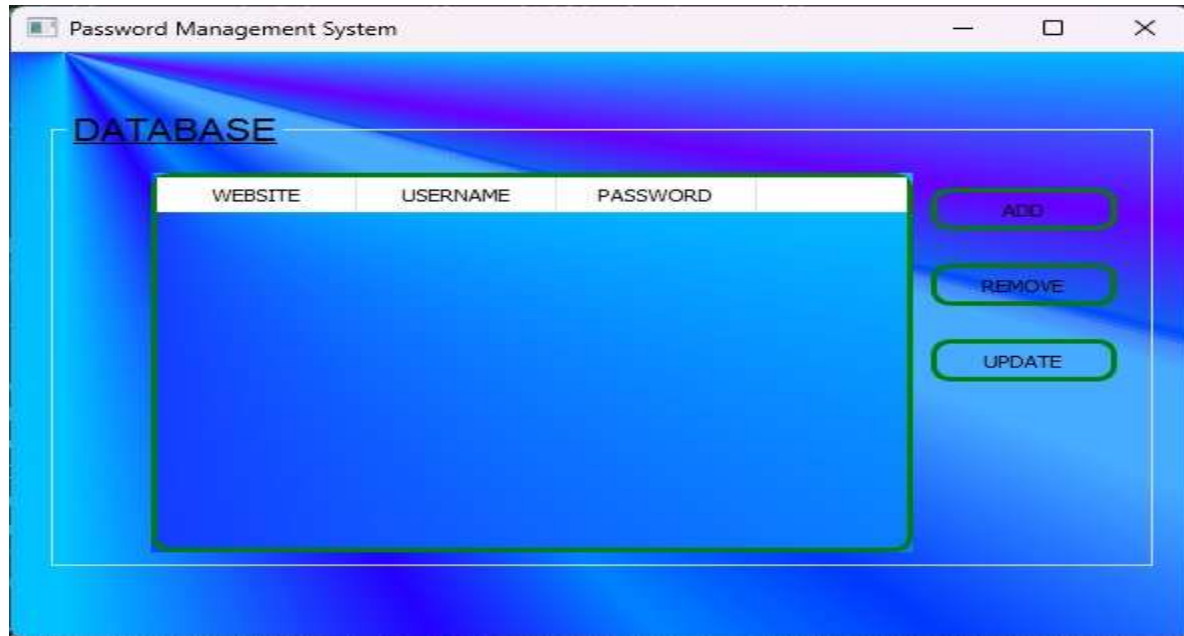 Password Management System
DATABASE
WEBSITE USERNAME PASSWORD
ADD
REMOVE
UPDATE